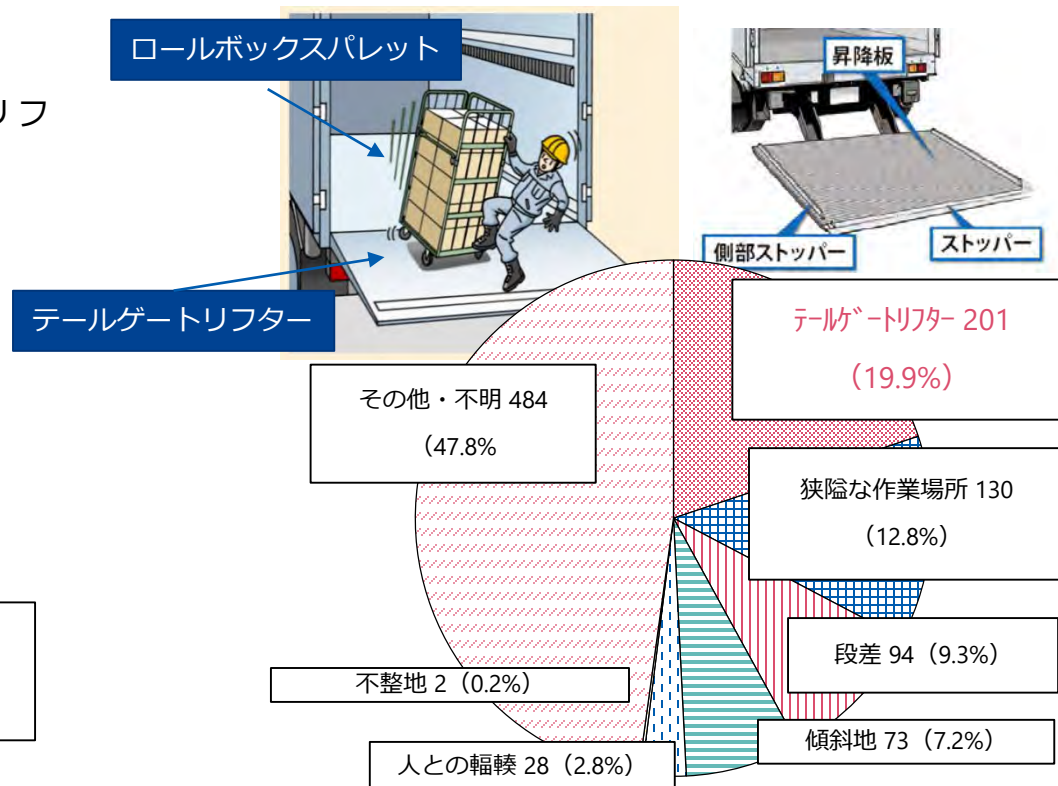 ロールボックスパレット
リフ
昇降板
側部ストッパー
ストッパー
テールゲートリフター
ﾃｰﾙｹﾞｰﾄﾘﾌﾀｰ 201
（19.9%）
その他・不明 484
（47.8%
狭隘な作業場所 130
（12.8%）
段差 94（9.3%）
不整地 2（0.2%）
傾斜地 73（7.2%）
人との輻輳 28（2.8%）